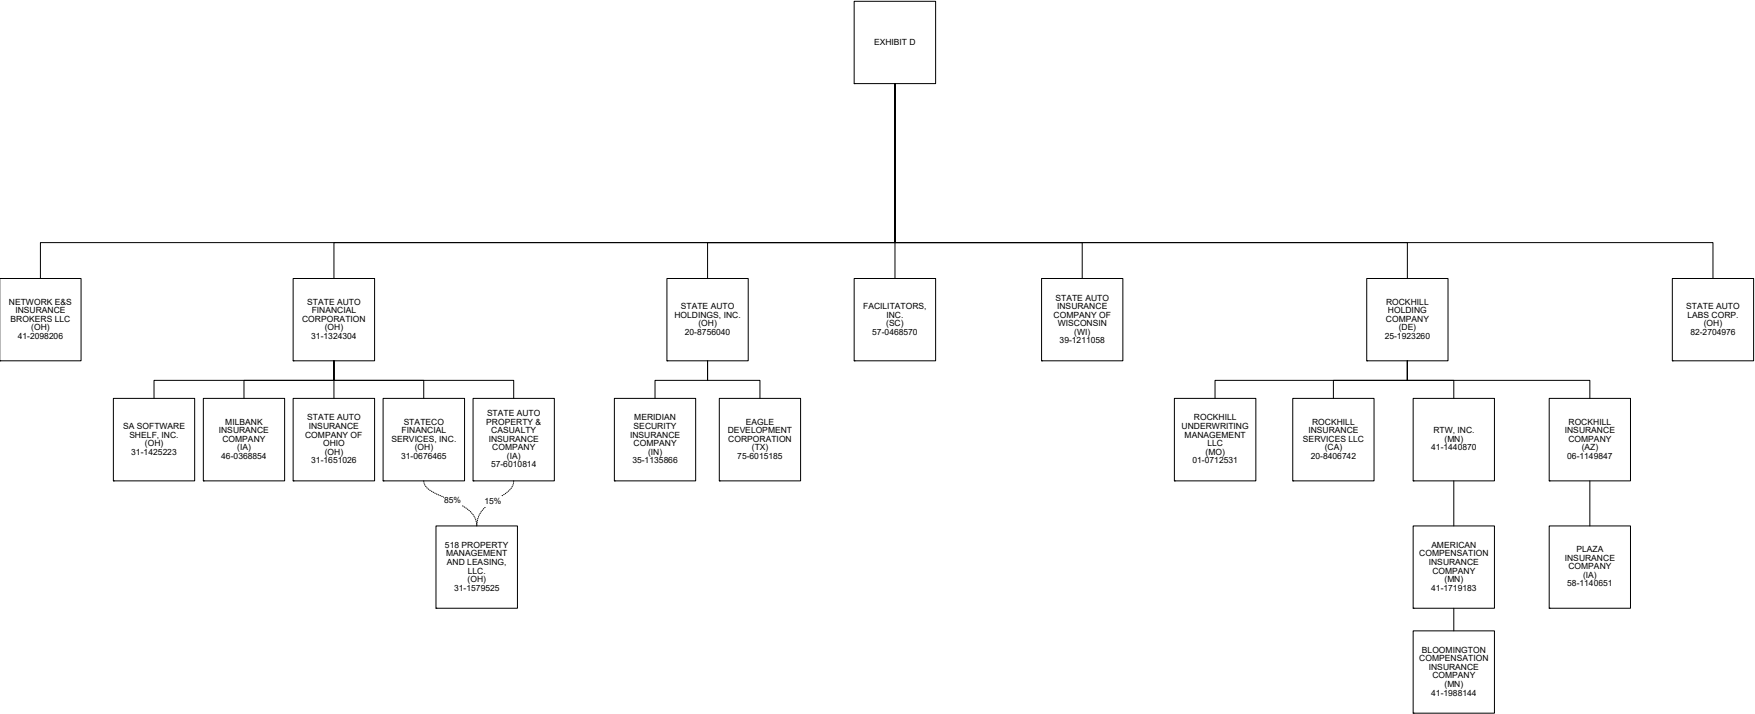 EXHIBIT D
NETWORK E&S
INSURANCE
BROKERS LLC
(OH)
41-2098206
STATE AUTO
FINANCIAL
CORPORATION
(OH)
31-1324304
STATE AUTO
HOLDINGS, INC.
(OH)
20-8756040
FACILITATORS,
INC.
(SC)
57-0468570
STATE AUTO
INSURANCE
COMPANY OF
WISCONSIN
(WI)
39-1211058
ROCKHILL
HOLDING
COMPANY
(DE)
25-1923260
STATE AUTO
LABS CORP.
(OH)
82-2704976
SA SOFTWARE
SHELF, INC.
(OH)
31-1425223
MILBANK
INSURANCE
COMPANY
(IA)
46-0368854
STATE AUTO
INSURANCE
COMPANY OF
OHIO
(OH)
31-1651026
STATECO
FINANCIAL
SERVICES, INC.
(OH)
31-0676465
STATE AUTO
PROPERTY &
CASUALTY
INSURANCE
COMPANY
(IA)
57-6010814
MERIDIAN
SECURITY
INSURANCE
COMPANY
(IN)
35-1135866
EAGLE
DEVELOPMENT
CORPORATION
(TX)
75-6015185
ROCKHILL
UNDERWRITING
MANAGEMENT
LLC
(MO)
01-0712531
ROCKHILL
INSURANCE
SERVICES LLC
(CA)
20-8406742
RTW, INC.
(MN)
41-1440870
ROCKHILL
INSURANCE
COMPANY
(AZ)
06-1149847
85%
15%
518 PROPERTY
MANAGEMENT
AND LEASING,
LLC.
(OH)
31-1579525
AMERICAN
COMPENSATION
INSURANCE
COMPANY
(MN)
41-1719183
PLAZA
INSURANCE
COMPANY
(IA)
58-1140651
BLOOMINGTON
COMPENSATION
INSURANCE
COMPANY
(MN)
41-1988144